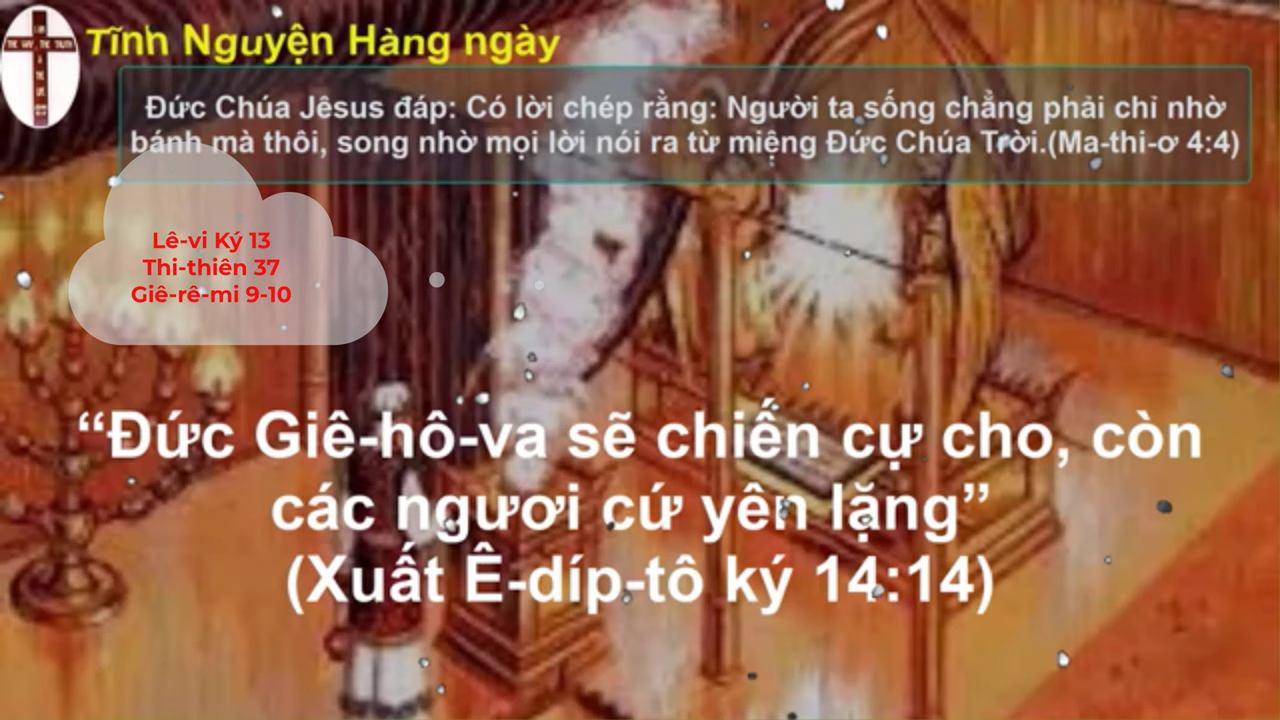 Tĩnh Nguyện Hàng ngày
Đức Chúa Jêsus đáp: Có lời chép rằng: Người ta sống chẳng phải chỉ nhờ
bánh mà thôi, song nhờ mọi lời nói ra từ miệng Đức Chúa Trời.(Ma-thi-ơ 4:4)
Lê-vi Ký 13
Thi-thiên 37
Giê-rê-mi 9-10
“Đức Giê-hô-va sẽ chiến cự cho, còn
các ngươi cứ yên lặng”
(Xuất Ê-díp-tô ký 14:14)